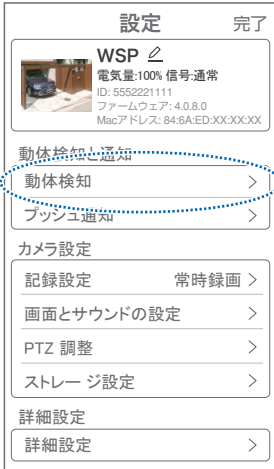 設定 完了
WSP
電気量:100% 信号:通常
ID: 5552221111
ファームウェア: 4.0.8.0
Macアドレス: 84:6A:ED:XX:XX:XX
動体検知と通知
動体検知 >
プッシュ通知 >
カメラ設定
記録設定 常時録画 >
画面とサウンドの設定 >
PTZ 調整 >
ストレージ設定 >
詳細設定
詳細設定 >